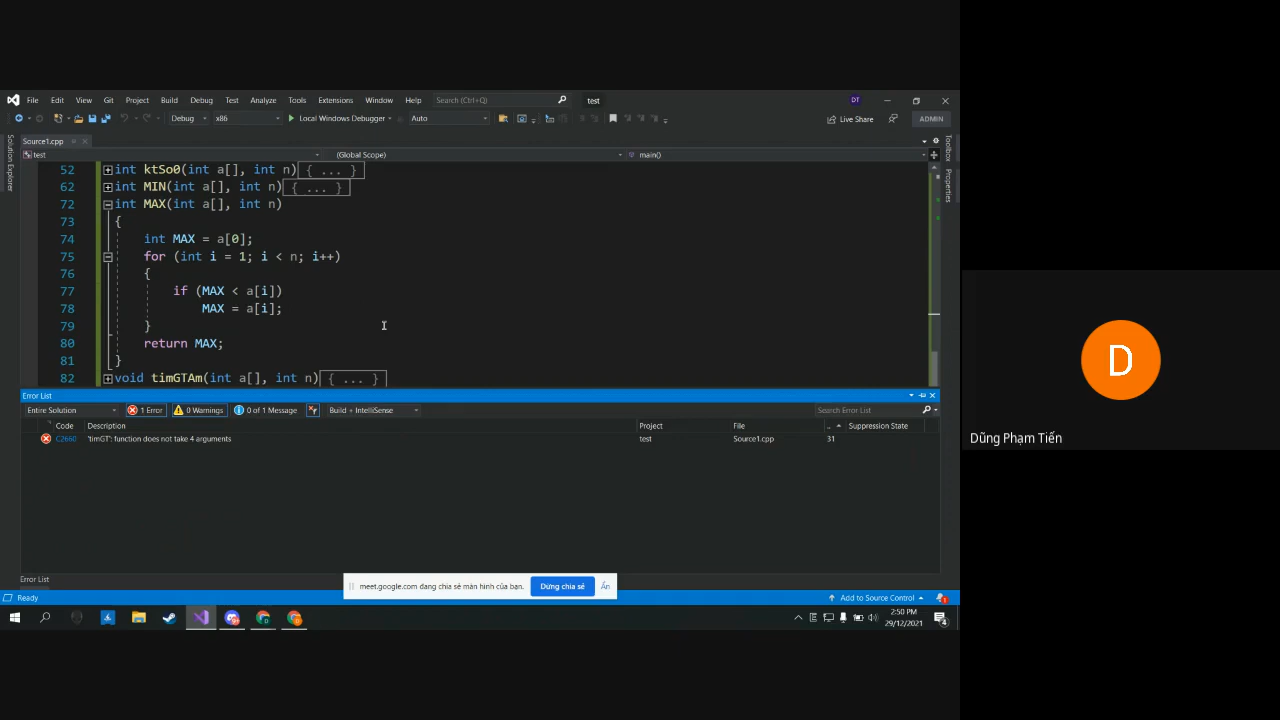 File Edit View Git Project Build Debug Test Analyze Tools Extensions Window Help Search (Ctrl+Q) test DT
Debug x86 Local Windows Debugger Auto Live Share ADMIN
Source1.cpp
test (Global Scope) main()
Solution Explorer
Toolbox
Properties
52 int ktSo0(int a[], int n){ ... }
62 int MIN(int a[], int n){ ... }
72 int MAX(int a[], int n)
73 {
74 int MAX = a[0];
75 for (int i = 1; i < n; i++)
76 {
77 if (MAX < a[i])
78 MAX = a[i];
79 }
80 return MAX;
81 }
82 void timGTAm(int a[], int n){ ... }
Error List
Entire Solution 1 Error 0 Warnings 0 of 1 Message Build + IntelliSense Search Error List
Code Description Project File .. Suppression State
C2660 'timGT': function does not take 4 arguments test Source1.cpp 31
Error List
meet.google.com đang chia sẻ màn hình của bạn. Dừng chia sẻ Ẩn
Ready Add to Source Control 1
2:50 PM
29/12/2021
4
D
Dũng Phạm Tiến